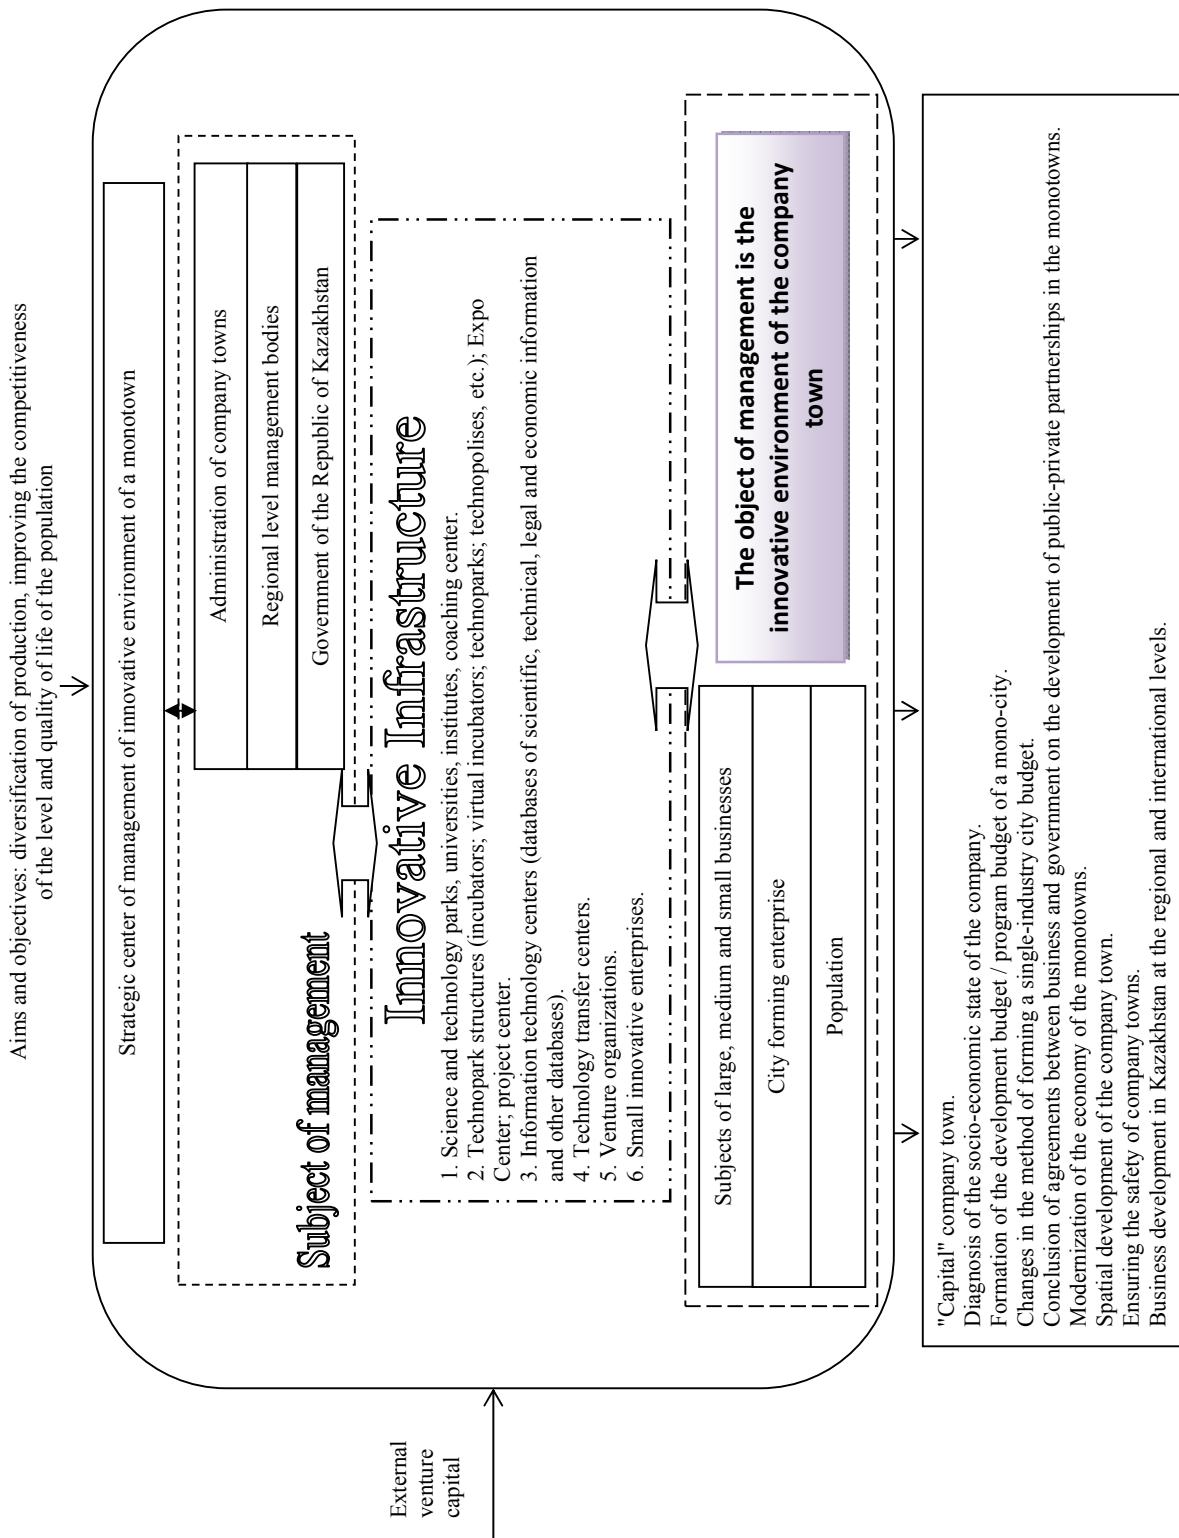 Aims and objectives: diversification of production, improving the competitiveness
of the level and quality of life of the population
Strategic center of management of innovative environment of a monotown
Administration of company towns
Regional level management bodies
Government of the Republic of Kazakhstan
Subject of management
Innovative Infrastructure
1. Science and technology parks, universities, institutes, coaching center.
2. Technopark structures (incubators; virtual incubators; technoparks; technopolises, etc.); Expo
Center; project center.
3. Information technology centers (databases of scientific, technical, legal and economic information
and other databases).
4. Technology transfer centers.
5. Venture organizations.
6. Small innovative enterprises.
External
venture
capital
Subjects of large, medium and small businesses
City forming enterprise
Population
The object of management is the
innovative environment of the company
town
"Capital" company town.
Diagnosis of the socio-economic state of the company.
Formation of the development budget / program budget of a mono-city.
Changes in the method of forming a single-industry city budget.
Conclusion of agreements between business and government on the development of public-private partnerships in the monotowns.
Modernization of the economy of the monotowns.
Spatial development of the company town.
Ensuring the safety of company towns.
Business development in Kazakhstan at the regional and international levels.